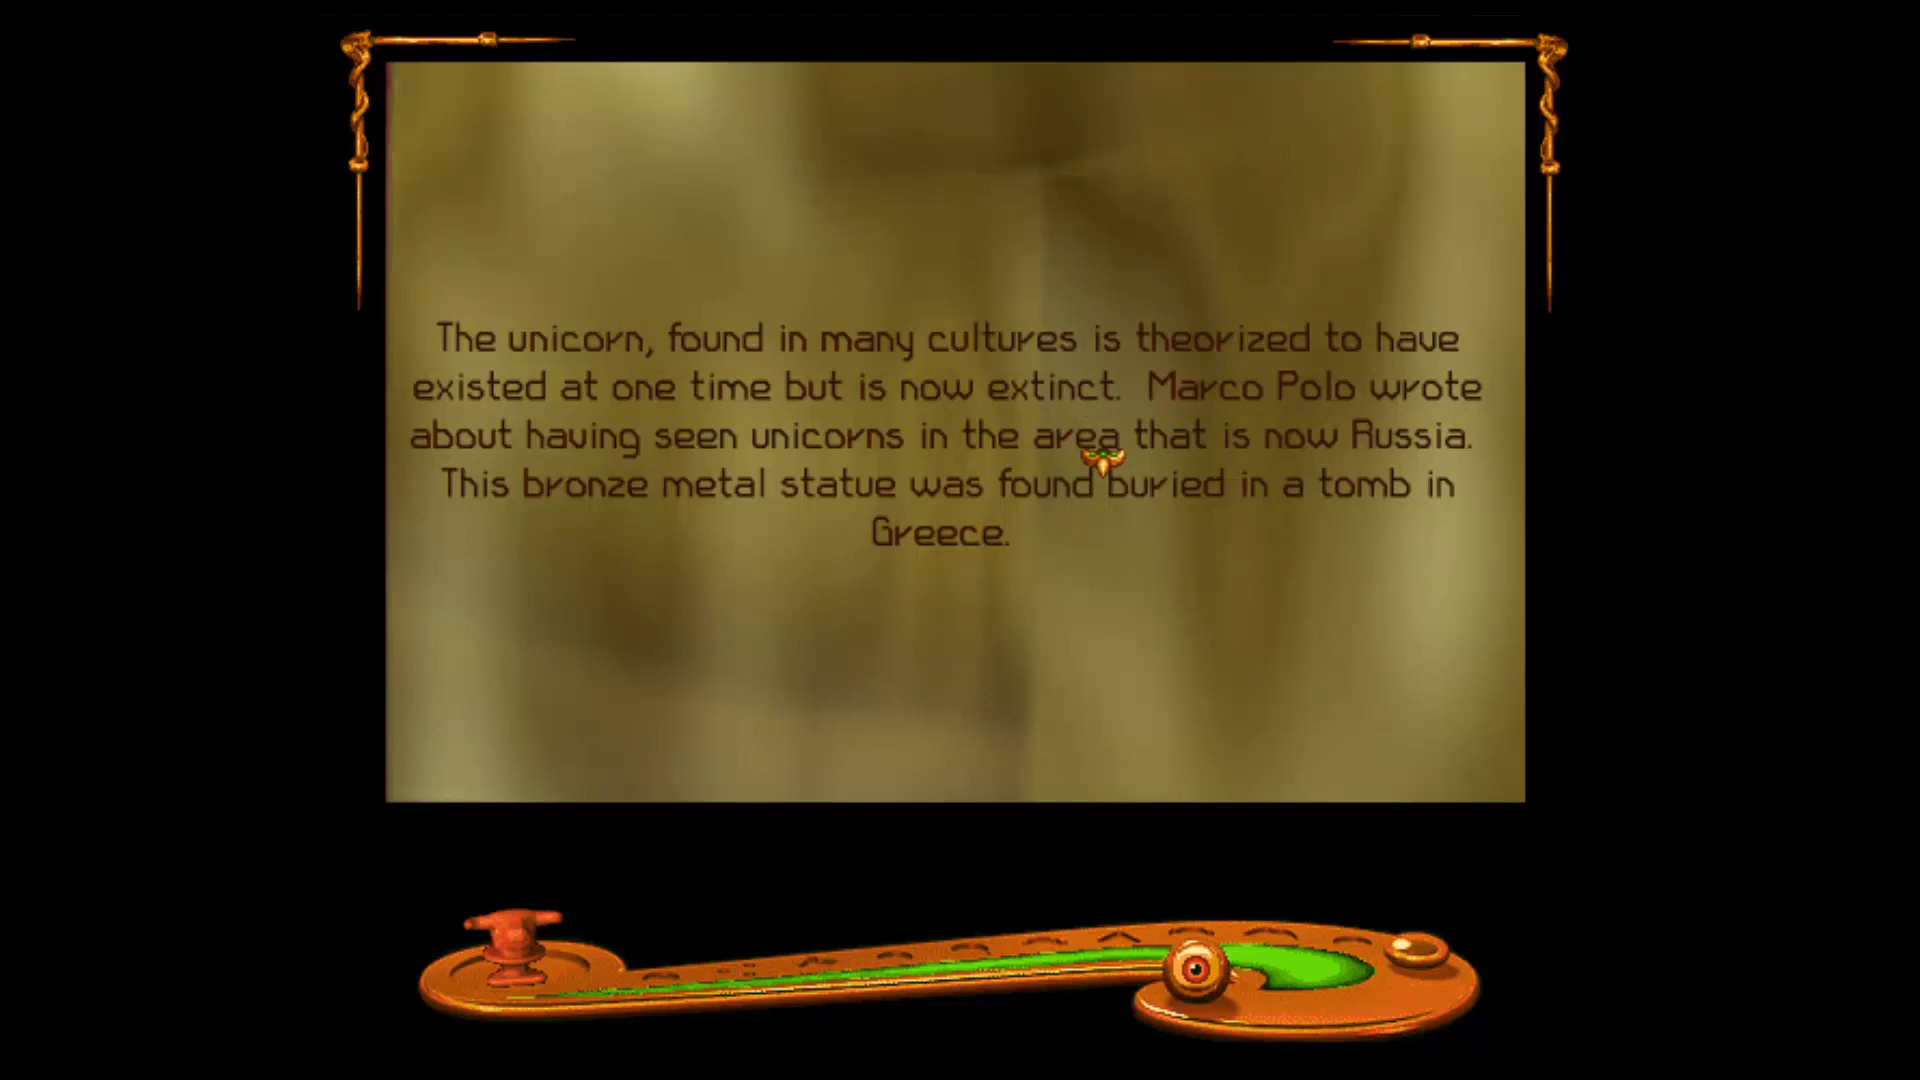 The unicorn, found in many cultures is theorized to have
existed at one time but is now extinct. Marco Polo wrote
about having seen unicorns in the area that is now Russia.
This bronze metal statue was found buried in a tomb in
Greece.